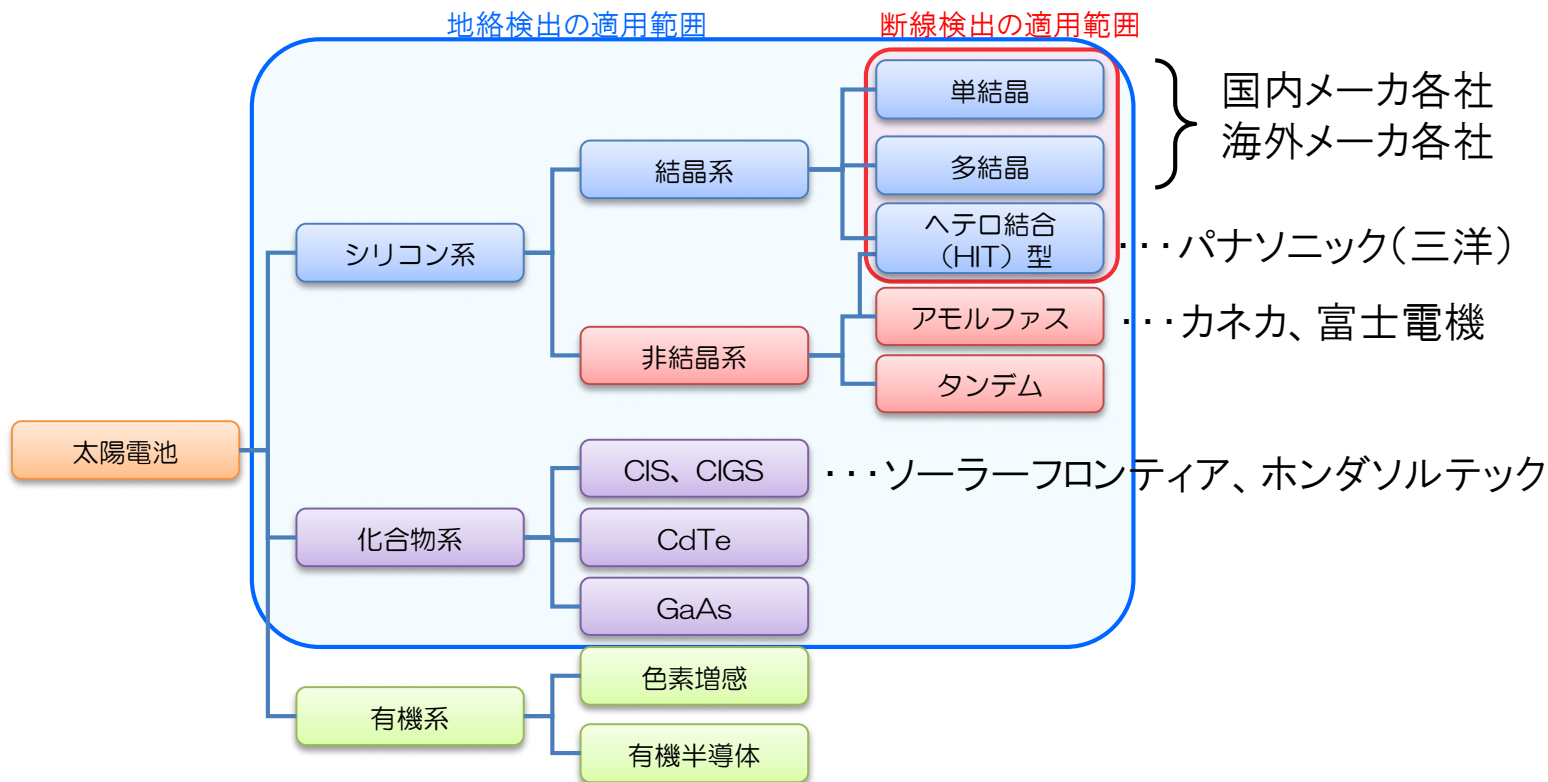 地絡検出の適用範囲
断線検出の適用範囲
単結晶
国内メーカ各社
海外メーカ各社
結晶系
多結晶
シリコン系
ヘテロ結合
（HIT）型
・・・パナソニック（三洋）
アモルファス
・・・カネカ、富士電機
非結晶系
タンデム
太陽電池
CIS、CIGS
・・・ソーラーフロンティア、ホンダソルテック
化合物系
CdTe
GaAs
色素増感
有機系
有機半導体